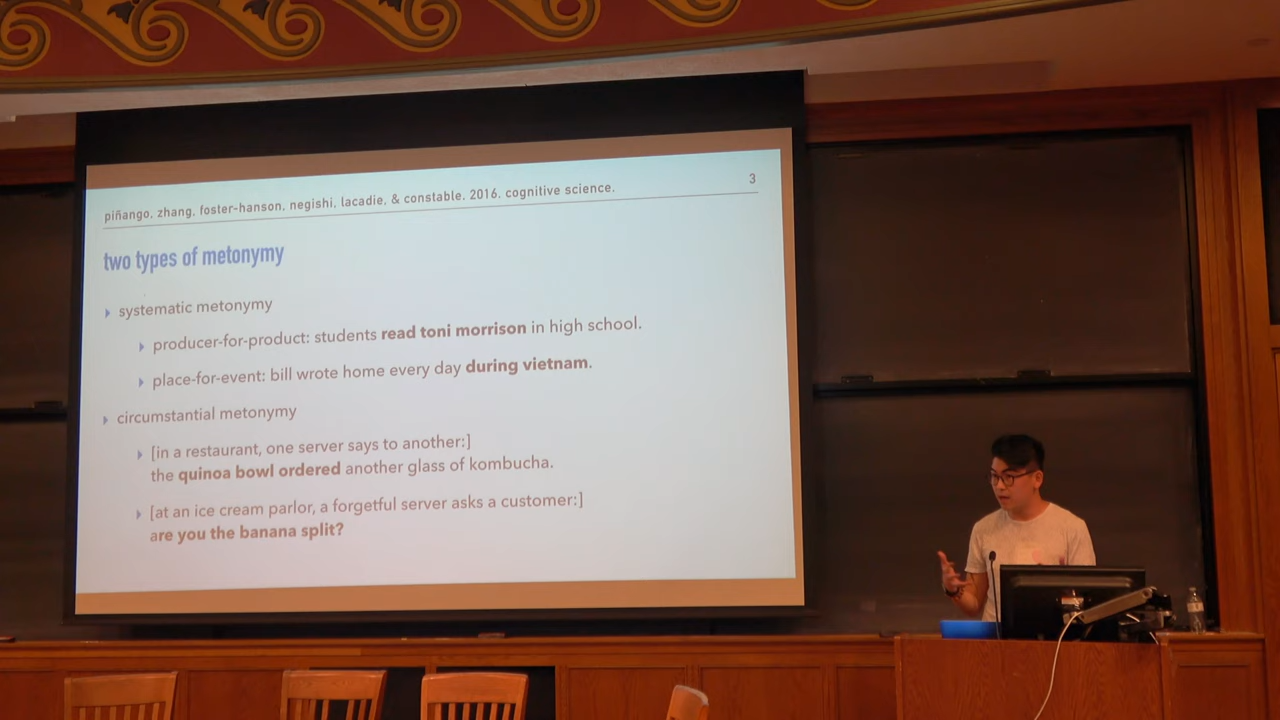 piñango, zhang, foster-hanson, negishi, lacadie, & constable. 2016. cognitive science.
3
two types of metonymy
systematic metonymy
producer-for-product: students read toni morrison in high school.
place-for-event: bill wrote home every day during vietnam.
circumstantial metonymy
[in a restaurant, one server says to another:]
the quinoa bowl ordered another glass of kombucha.
[at an ice cream parlor, a forgetful server asks a customer:]
are you the banana split?